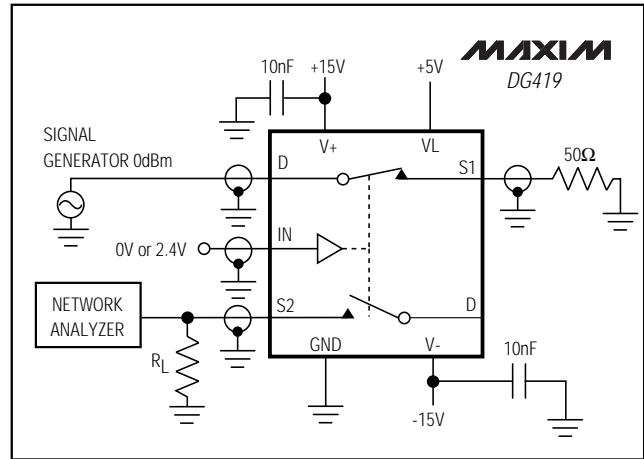 MAXIM
DG419
10nF
+15V
+5V
V+
VL
SIGNAL
GENERATOR 0dBm
D
S1
50Ω
IN
0V or 2.4V
NETWORK
ANALYZER
S2
D
RL
GND
V-
10nF
-15V